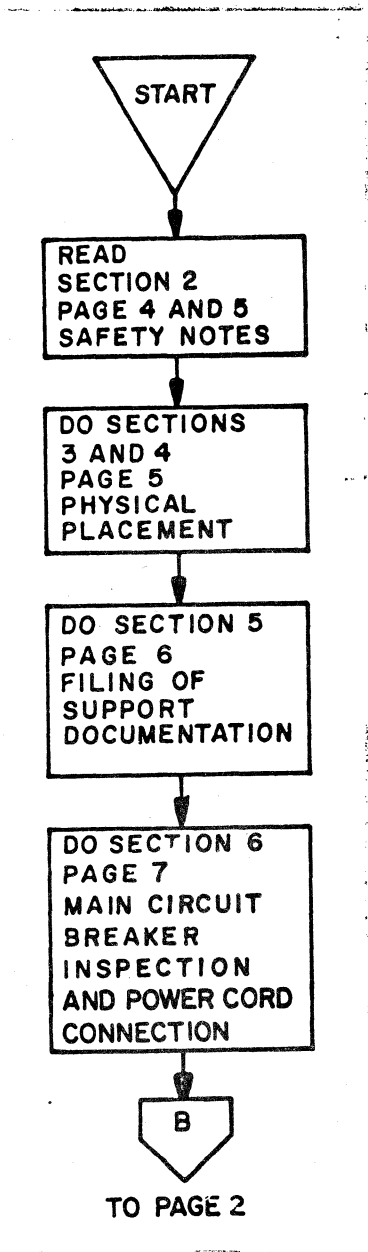 START
READ
SECTION 2
PAGE 4 AND 5
SAFETY NOTES
DO SECTIONS
3 AND 4
PAGE 5
PHYSICAL
PLACEMENT
DO SECTION 5
PAGE 6
FILING OF
SUPPORT
DOCUMENTATION
DO SECTION 6
PAGE 7
MAIN CIRCUIT
BREAKER
INSPECTION
AND POWER CORD
CONNECTION
B
TO PAGE 2